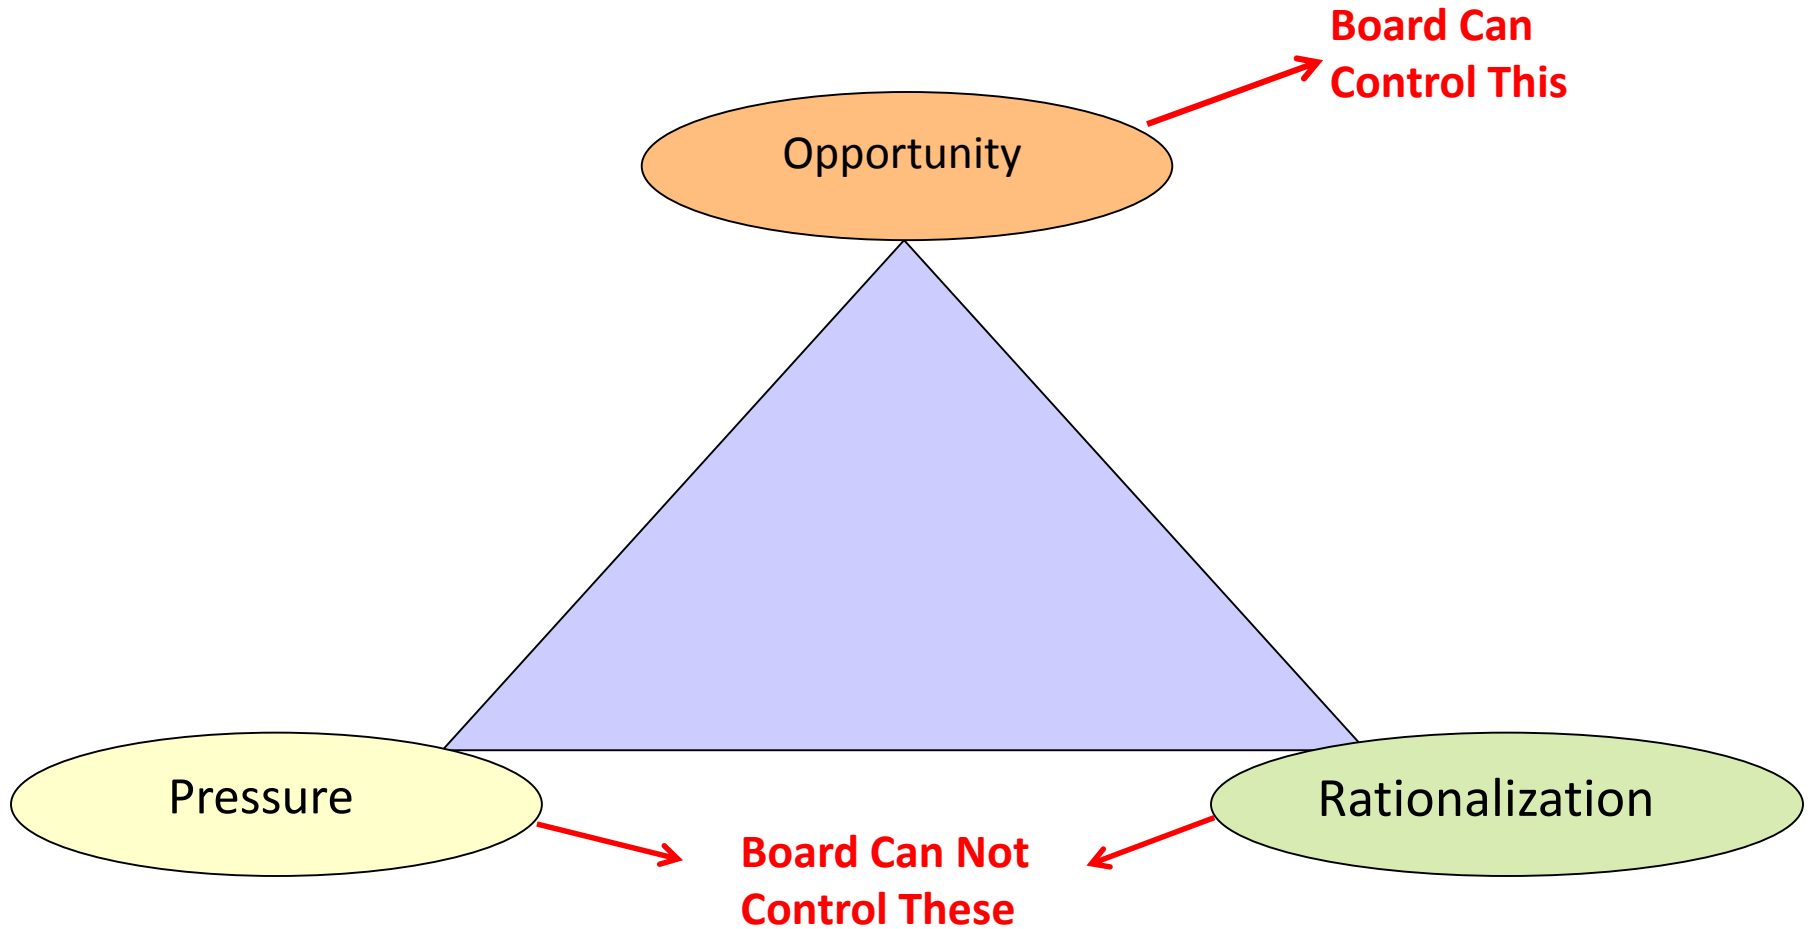 Board Can
Control This
Opportunity
Pressure
Rationalization
Board Can Not
Control These